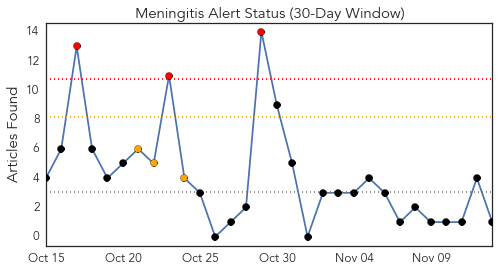 Meningitis Alert Status (30-Day Window)
Articles Found
14
12
10
8
6
4
2
0
Oct 15 Oct 20 Oct 25 Oct 30 Nov 04 Nov 09